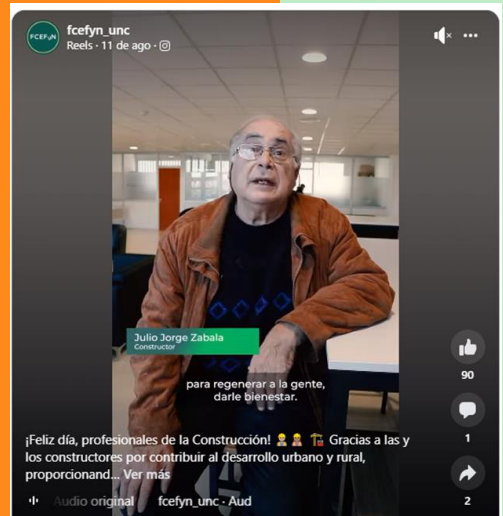 FCEFyN
fcefyn_unc
Reels · 11 de ago ·
Julio Jorge Zabala
Constructor
para regenerar a la gente,
darle bienestar.
90
1
2
¡Feliz día, profesionales de la Construcción! 👷‍♀️👷 🏗️ Gracias a las y
los constructores por contribuir al desarrollo urbano y rural,
proporcionand... Ver más
Audio original fcefyn_unc · Aud